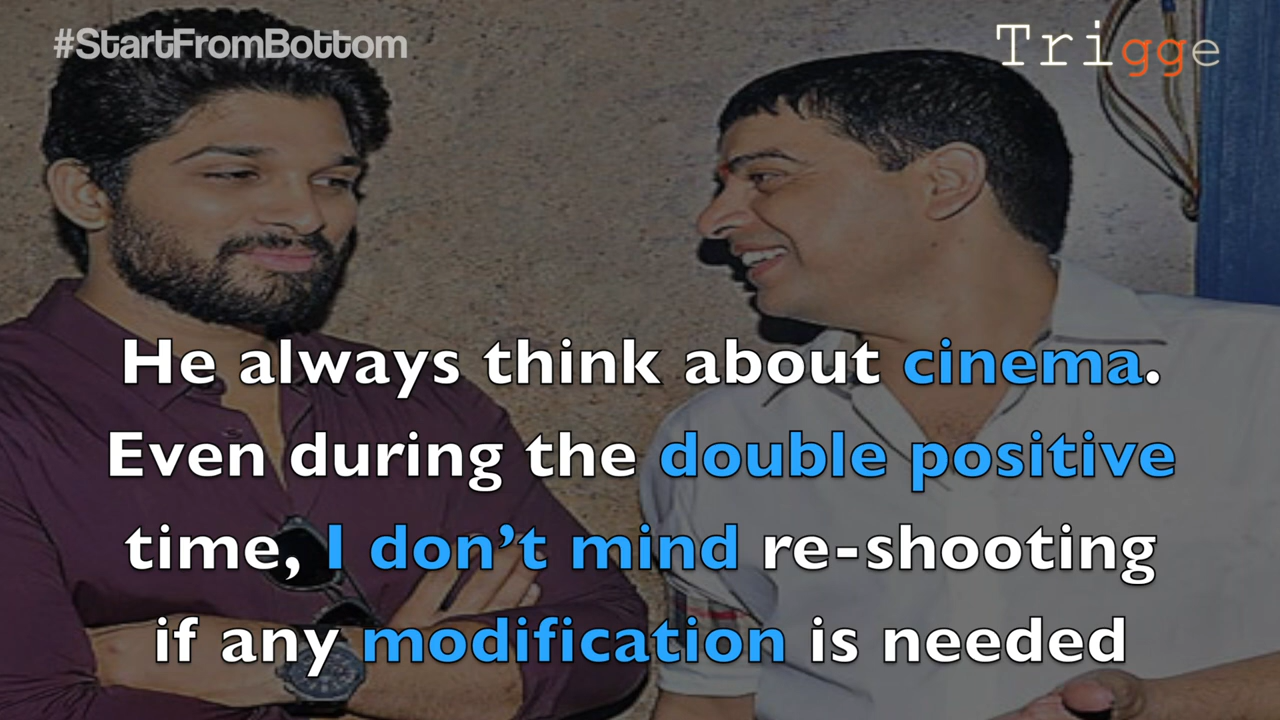 #StartFromBottom
Trigge
He always think about cinema.
Even during the double positive
time, I don’t mind re-shooting
if any modification is needed